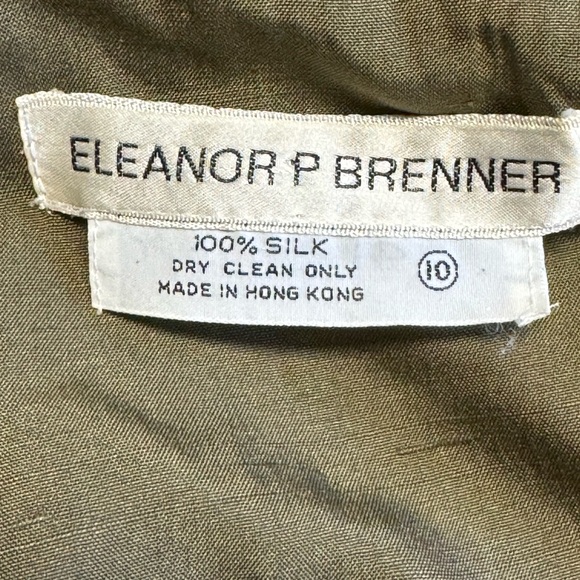 ELEANOR P BRENNER
100% SILK
DRY CLEAN ONLY
MADE IN HONG KONG
10